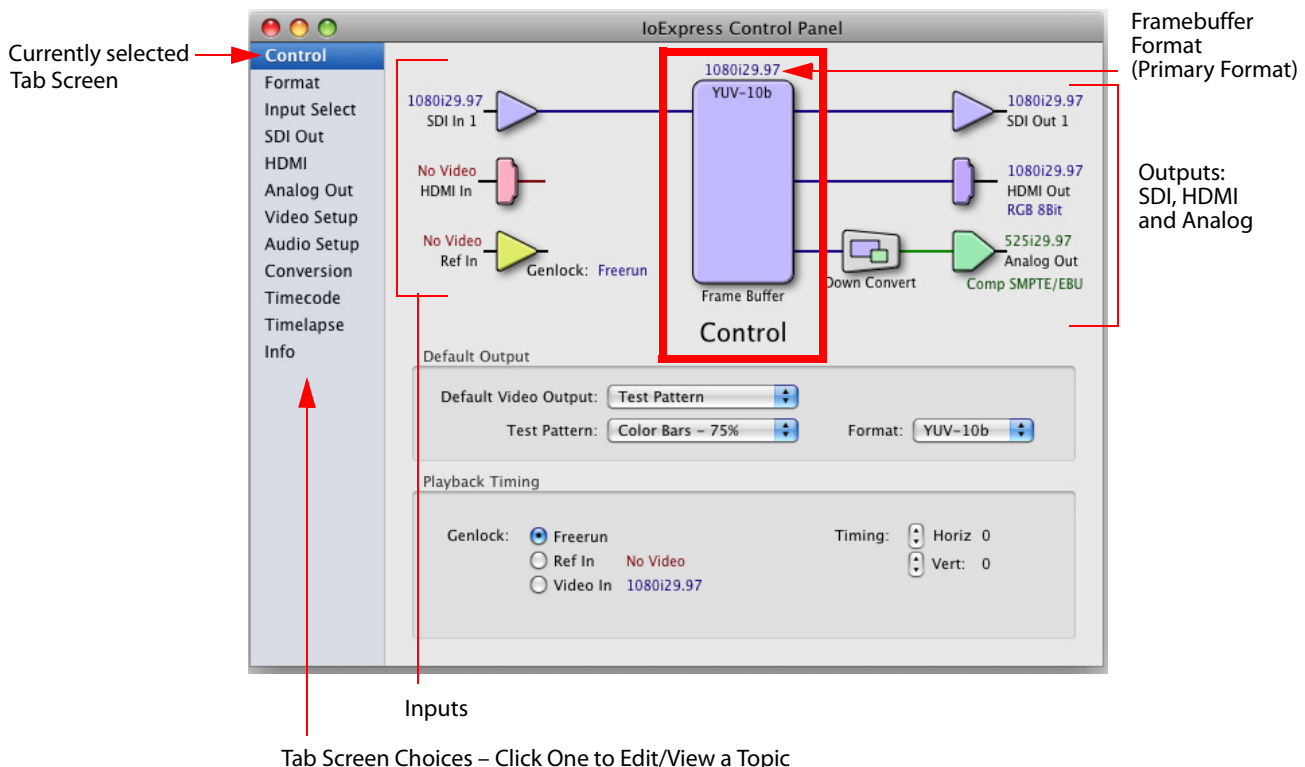 IoExpress Control Panel
Currently selected
Tab Screen
Framebuffer
Format
(Primary Format)
Control
Format
Input Select
SDI Out
HDMI
Analog Out
Video Setup
Audio Setup
Conversion
Timecode
Timelapse
Info
1080i29.97
SDI In 1
No Video
HDMI In
No Video
Ref In
Genlock: Freerun
1080i29.97
YUV-10b
Frame Buffer
Down Convert
1080i29.97
SDI Out 1
1080i29.97
HDMI Out
RGB 8Bit
525i29.97
Analog Out
Comp SMPTE/EBU
Outputs:
SDI, HDMI
and Analog
Control
Default Output
Default Video Output: Test Pattern
Test Pattern: Color Bars - 75% Format: YUV-10b
Playback Timing
Genlock: Freerun Timing: Horiz 0
Ref In No Video Vert: 0
Video In 1080i29.97
Inputs
Tab Screen Choices – Click One to Edit/View a Topic